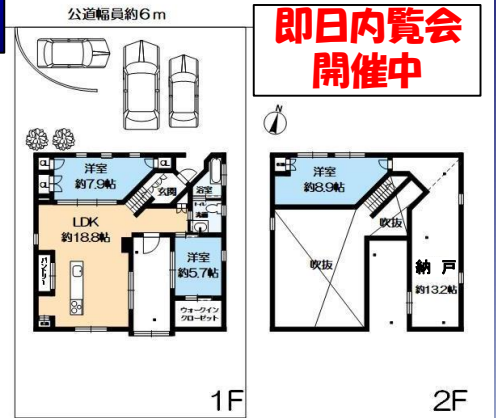 公道幅員約6m
即日内覧会
開催中
N
洋室
約7.9帖
玄関
浴室
LDK
約18.8帖
トイレ
洗面
パントリー
洋室
約5.7帖
ウォークイン
クローゼット
1F
洋室
約8.9帖
吹抜
吹抜
納戸
約13.2帖
2F